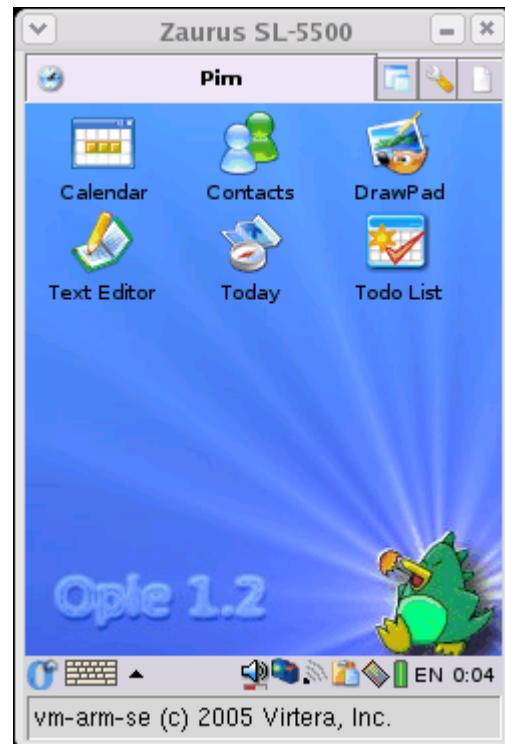 Zaurus SL-5500
Pim
Calendar
Contacts
DrawPad
Text Editor
Today
Todo List
Opie 1.2
EN 0:04
vm-arm-se (c) 2005 Virtera, Inc.